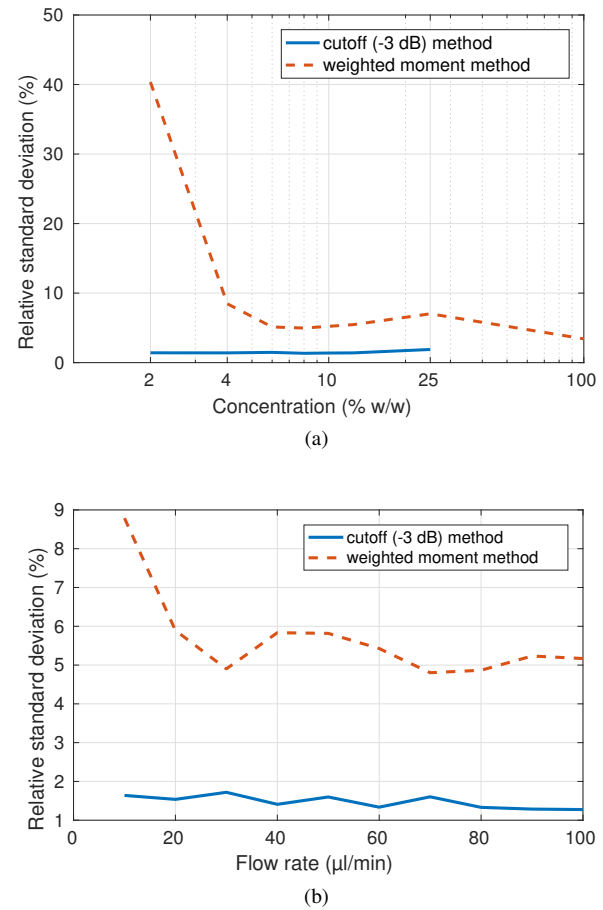 50
40
30
20
10
0
Relative standard deviation (%)
cutoff (-3 dB) method
weighted moment method
2 4 10 25 100
Concentration (% w/w)
(a)
9
8
7
6
5
4
3
2
1
Relative standard deviation (%)
cutoff (-3 dB) method
weighted moment method
0 20 40 60 80 100
Flow rate (µl/min)
(b)